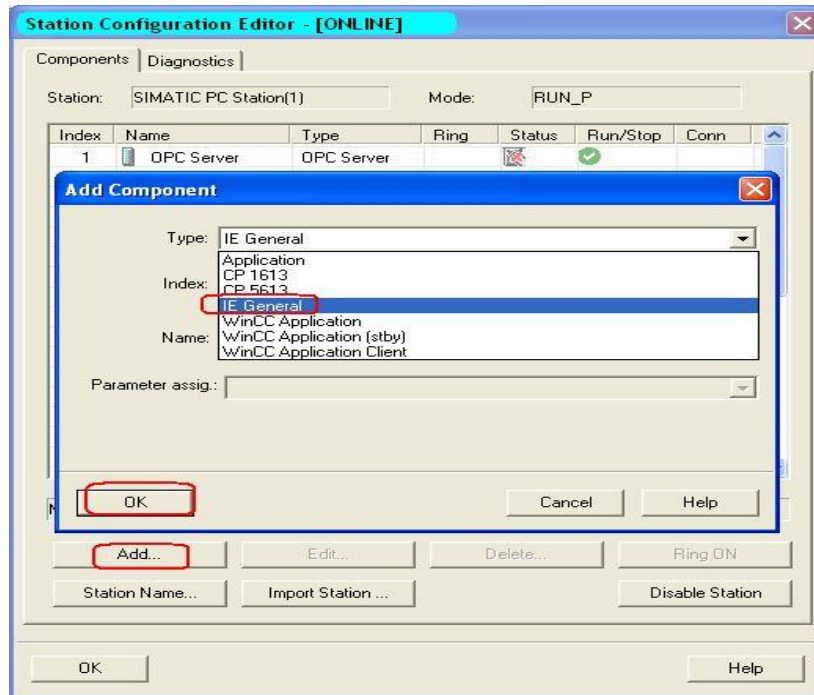 Station Configuration Editor - [ONLINE]
Components Diagnostics
Station: SIMATIC PC Station(1) Mode: RUN_P
Index Name Type Ring Status Run/Stop Conn
1 OPC Server OPC Server
Add Component
Type: IE General
Application
CP 1613
Index: CP 5613
IE General
WinCC Application
Name: WinCC Application (stby)
WinCC Application Client
Parameter assig.:
OK Cancel Help
Add... Edit... Delete... Ring ON
Station Name... Import Station ... Disable Station
OK Help